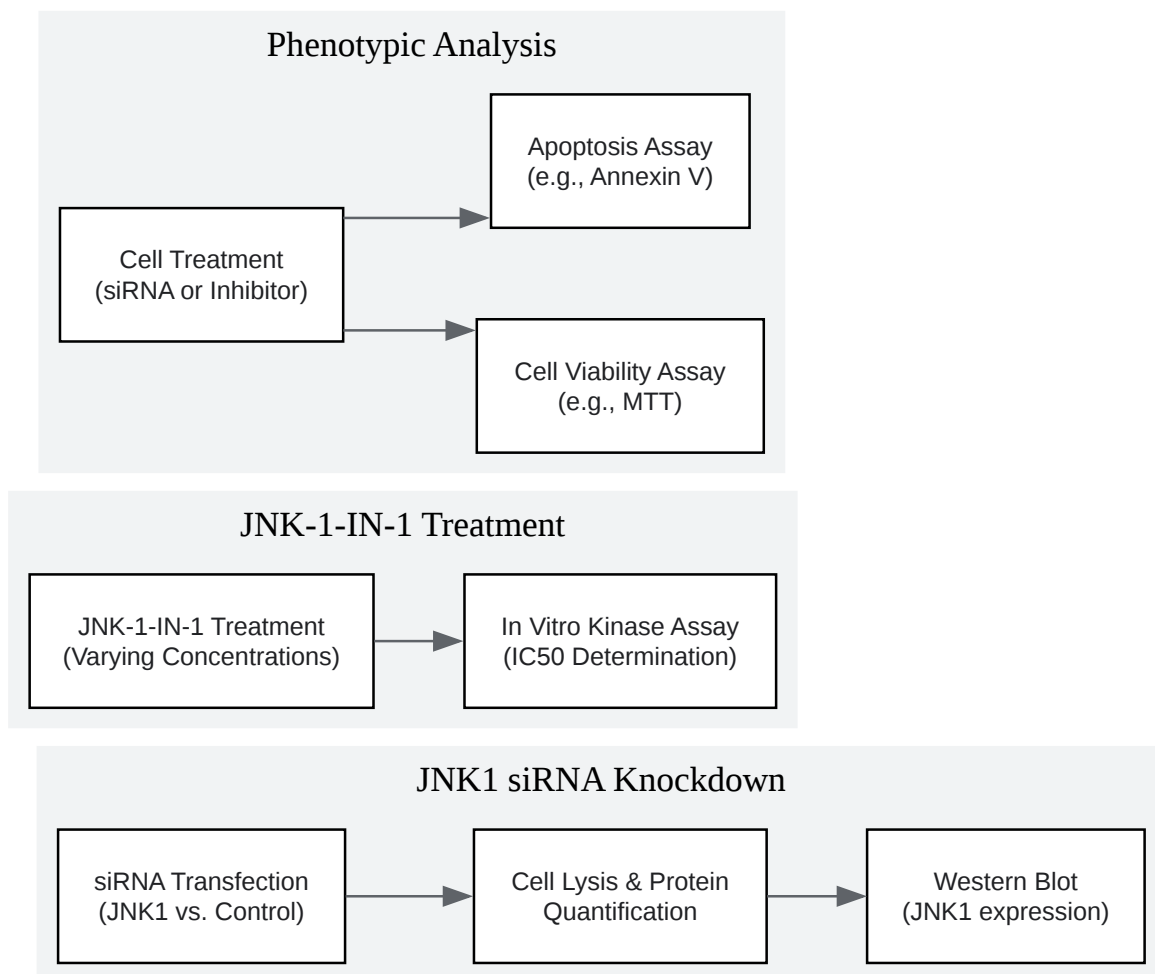 Phenotypic Analysis
Apoptosis Assay
(e.g., Annexin V)
Cell Treatment
(siRNA or Inhibitor)
Cell Viability Assay
(e.g., MTT)
JNK-1-IN-1 Treatment
JNK-1-IN-1 Treatment
(Varying Concentrations)
In Vitro Kinase Assay
(IC50 Determination)
JNK1 siRNA Knockdown
siRNA Transfection
(JNK1 vs. Control)
Cell Lysis & Protein
Quantification
Western Blot
(JNK1 expression)